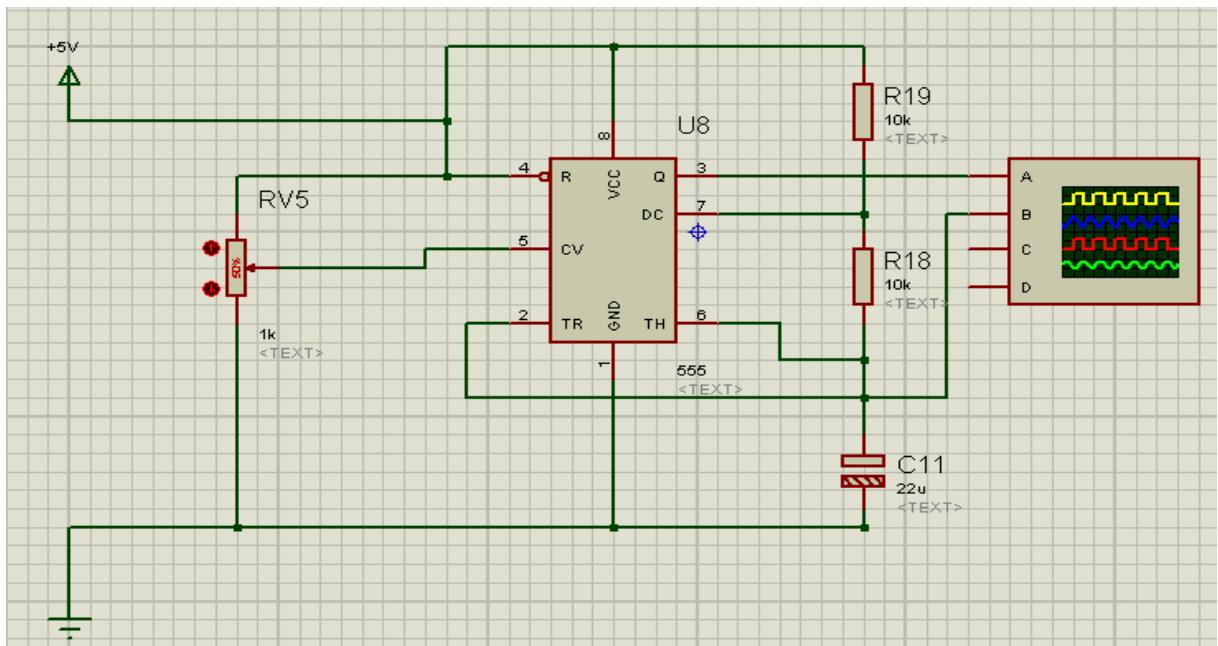 +5V
R19
10k
<TEXT>
U8
8
4
R
VCC
Q
3
A
RV5
7
DC
B
50%
5
CV
C
R18
10k
<TEXT>
D
2
TR
GND
TH
6
1k
<TEXT>
1
555
<TEXT>
C11
22u
<TEXT>